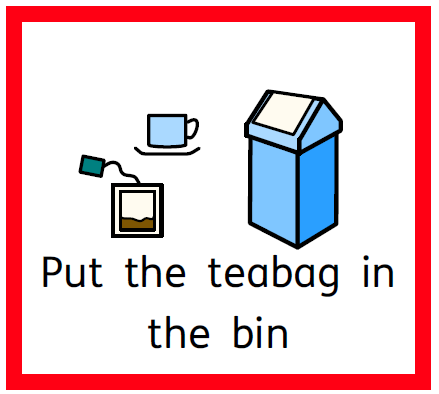 Put the teabag in
the bin